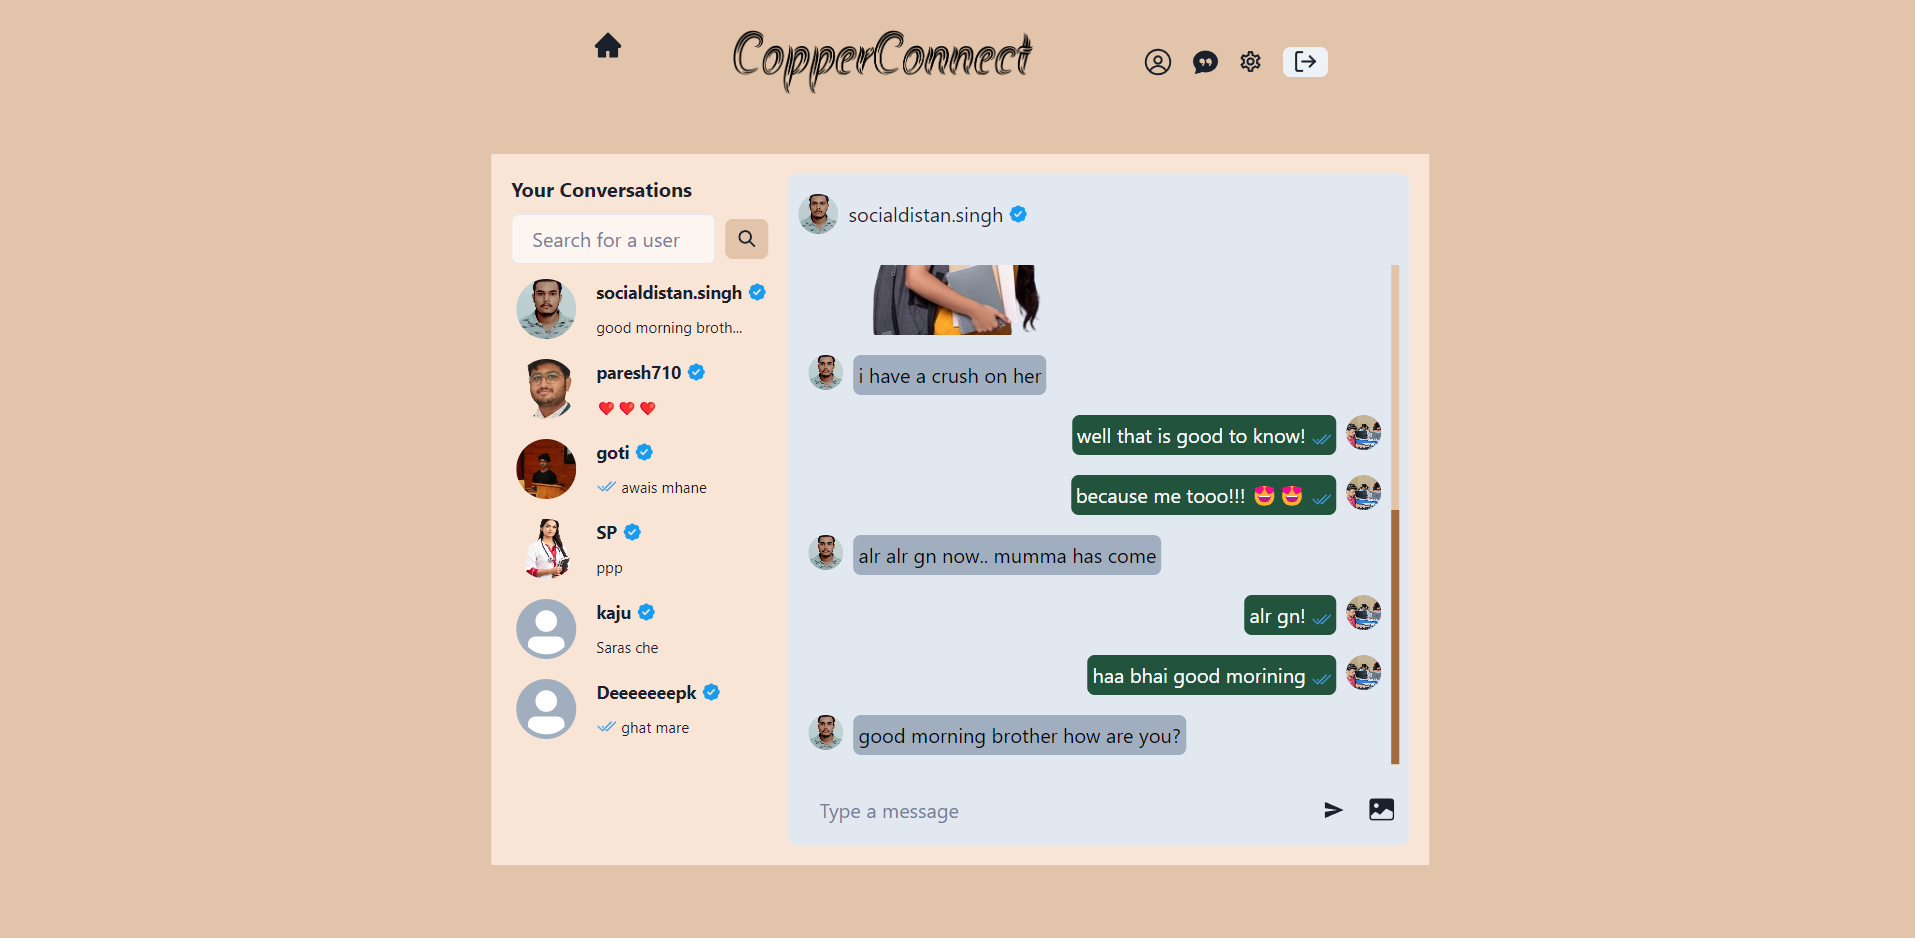 CopperConnect
Your Conversations
Search for a user
socialdistan.singh
good morning broth...
paresh710
❤️ ❤️ ❤️
goti
awais mhane
SP
ppp
kaju
Saras che
Deeeeeeepk
ghat mare
socialdistan.singh
i have a crush on her
well that is good to know!
because me tooo!!! 😍 😍
alr alr gn now.. mumma has come
alr gn!
haa bhai good morining
good morning brother how are you?
Type a message